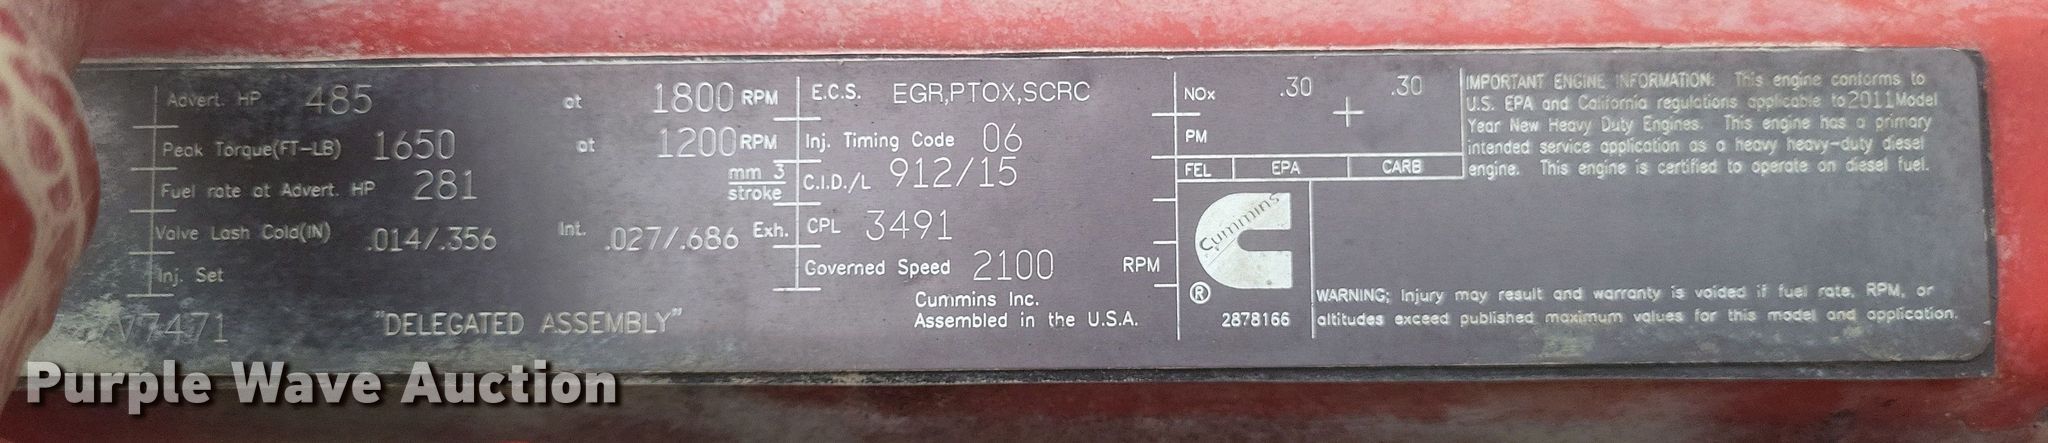 Advert. HP 485 at 1800 RPM
Peak Torque(FT-LB) 1650 at 1200 RPM
Fuel rate at Advert. HP 281 mm 3 stroke
Valve Lash Cold(IN) .014/.356 Int. .027/.686 Exh.
Inj. Set
V7471 "DELEGATED ASSEMBLY"
E.C.S. EGR,PTOX,SCRC
Inj. Timing Code 06
C.I.D./L 912/15
CPL 3491
Governed Speed 2100 RPM
Cummins Inc.
Assembled in the U.S.A.
NOx .30 .30
PM
FEL EPA CARB
Cummins
®
2878166
IMPORTANT ENGINE INFORMATION: This engine conforms to
U.S. EPA and California regulations applicable to 2011 Model
Year New Heavy Duty Engines. This engine has a primary
intended service application as a heavy heavy-duty diesel
engine. This engine is certified to operate on diesel fuel.
WARNING; Injury may result and warranty is voided if fuel rate, RPM, or
altitudes exceed published maximum values for this model and application.
Purple Wave Auction